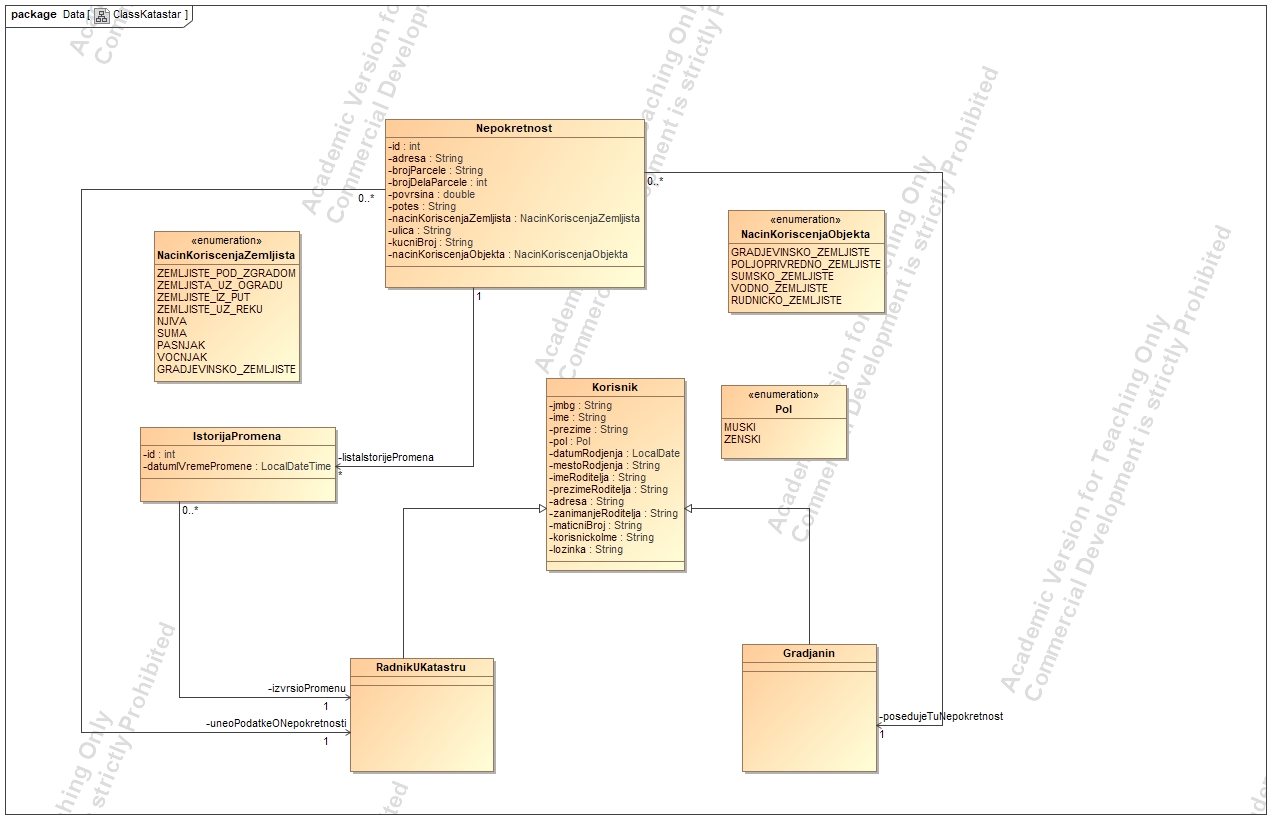 package Data [ ClassKatastar ]
Nepokretnost
-id : int
-adresa : String
-brojParcele : String
-brojDelaParcele : int
-povrsina : double
-potes : String
-nacinKoriscenjaZemljista : NacinKoriscenjaZemljista
-ulica : String
-kucniBroj : String
-nacinKoriscenjaObjekta : NacinKoriscenjaObjekta
0..*
0..*
1
«enumeration»
NacinKoriscenjaZemljista
ZEMLJISTE_POD_ZGRADOM
ZEMLJISTA_UZ_OGRADU
ZEMLJISTE_IZ_PUT
ZEMLJISTE_UZ_REKU
NJIVA
SUMA
PASNJAK
VOCNJAK
GRADJEVINSKO_ZEMLJISTE
«enumeration»
NacinKoriscenjaObjekta
GRADJEVINSKO_ZEMLJISTE
POLJOPRIVREDNO_ZEMLJISTE
SUMSKO_ZEMLJISTE
VODNO_ZEMLJISTE
RUDNICKO_ZEMLJISTE
Korisnik
-jmbg : String
-ime : String
-prezime : String
-pol : Pol
-datumRodjenja : LocalDate
-mestoRodjenja : String
-imeRoditelja : String
-prezimeRoditelja : String
-adresa : String
-zanimanjeRoditelja : String
-maticniBroj : String
-korisnickoIme : String
-lozinka : String
«enumeration»
Pol
MUSKI
ZENSKI
IstorijaPromena
-id : int
-datumIVremePromene : LocalDateTime
-listaIstorijePromena
*
0..*
RadnikUKatastru
-izvrsioPromenu
1
-uneoPodatkeONepokretnosti
1
Gradjanin
-posedujeTuNepokretnost
1
Academic Version for Teaching Only
Commercial Development is strictly Prohibited